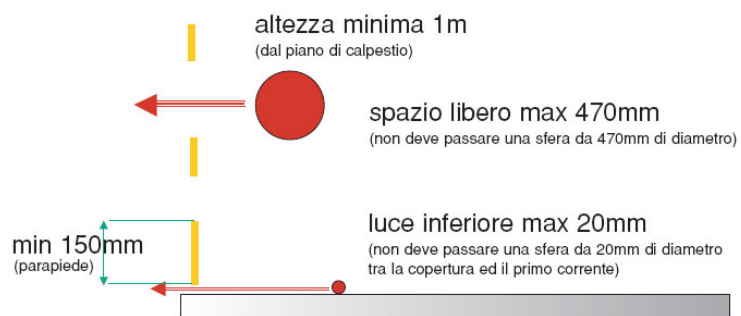 altezza minima 1m
(dal piano di calpestio)
spazio libero max 470mm
(non deve passare una sfera da 470mm di diametro)
luce inferiore max 20mm
(non deve passare una sfera da 20mm di diametro
tra la copertura ed il primo corrente)
min 150mm
(parapiede)